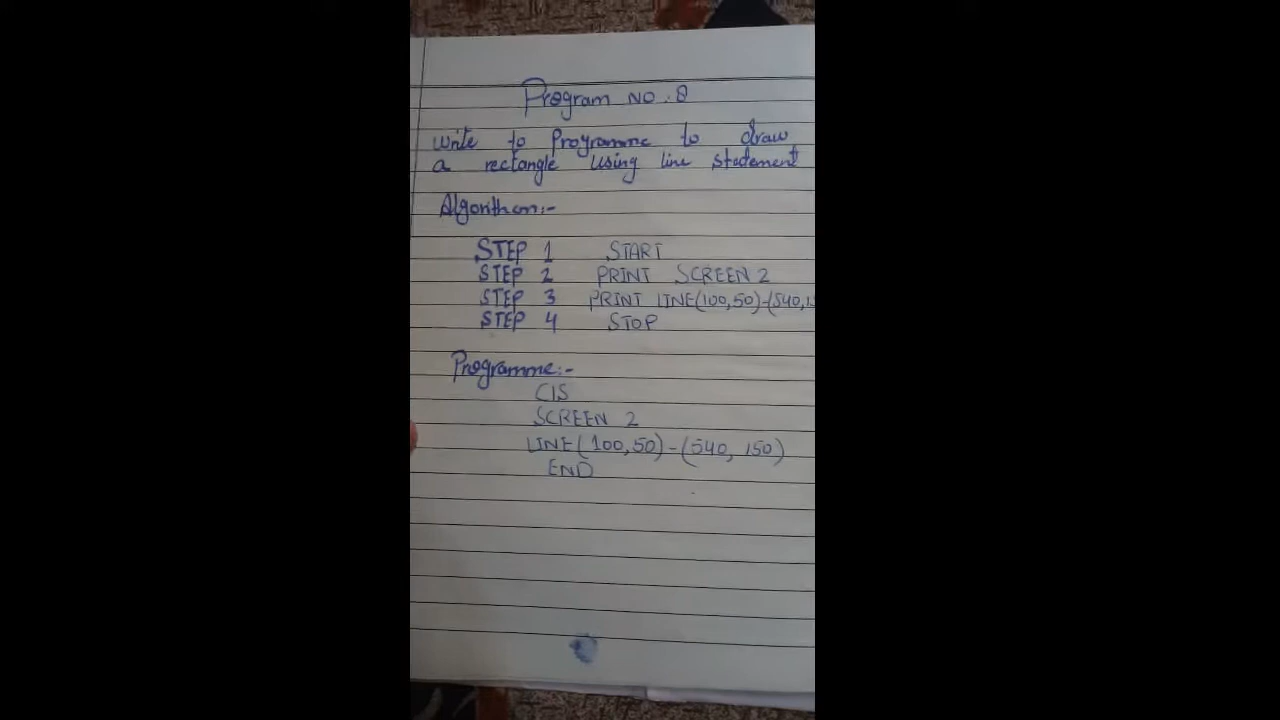 Program NO. 8
write to Programme to draw
a rectangle using line statement
Algorithm:-
STEP 1 START
STEP 2 PRINT SCREEN 2
STEP 3 PRINT LINE(100,50)-(540,1
STEP 4 STOP
Programme:-
ClS
SCREEN 2
LINE(100,50)-(540, 150)
END